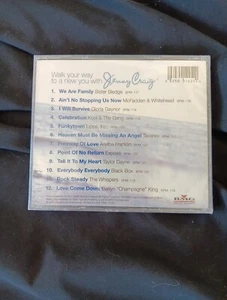 Walk your way
to a new you with Jenny Craig
1. We Are Family Sister Sledge
2. Ain't No Stopping Us Now McFadden & Whitehead
3. I Will Survive Gloria Gaynor
4. Celebration Kool & The Gang
5. Funkytown Lipps, Inc.
6. Heaven Must Be Missing An Angel Tavares
7. Freeway Of Love Aretha Franklin
8. Point Of No Return Exposé
9. Tell It To My Heart Taylor Dayne
10. Everybody Everybody Black Box
11. Rock Steady The Whispers
12. Love Come Down Evelyn "Champagne" King
BMG